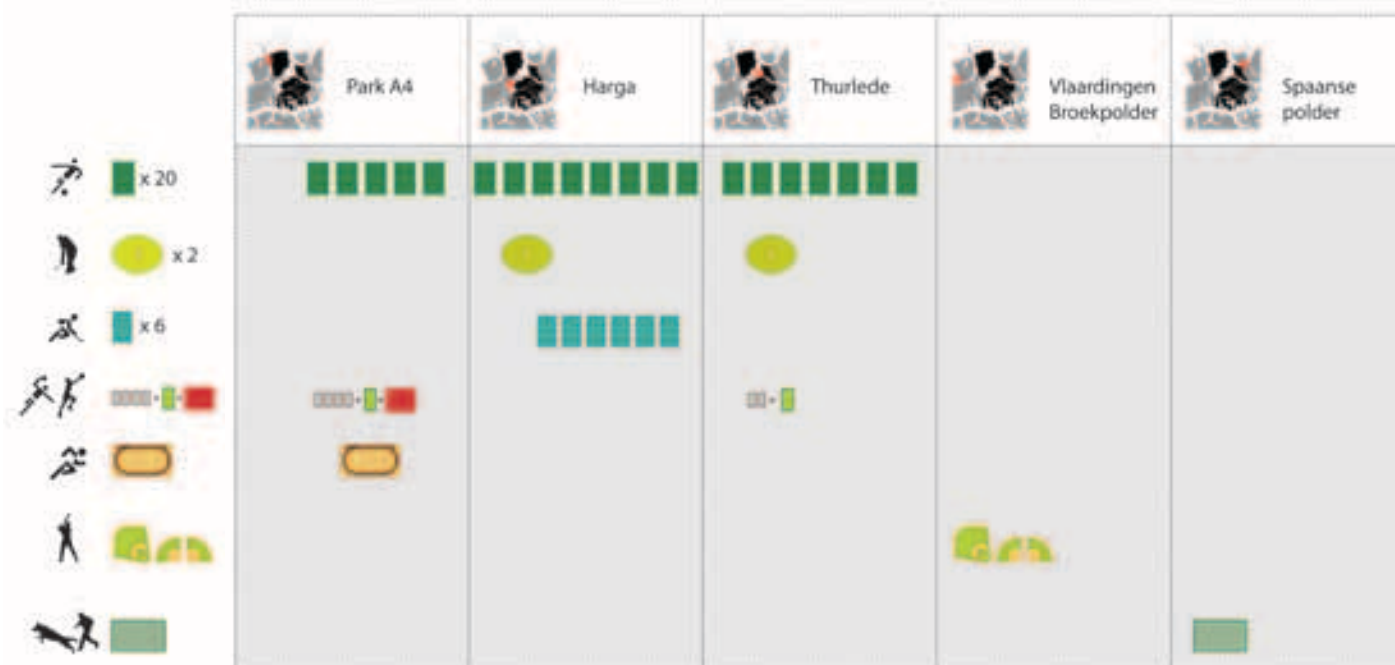 Park A4
Harga
Thurlede
Vlaardingen
Broekpolder
Spaanse
polder
x 20
x 2
x 6